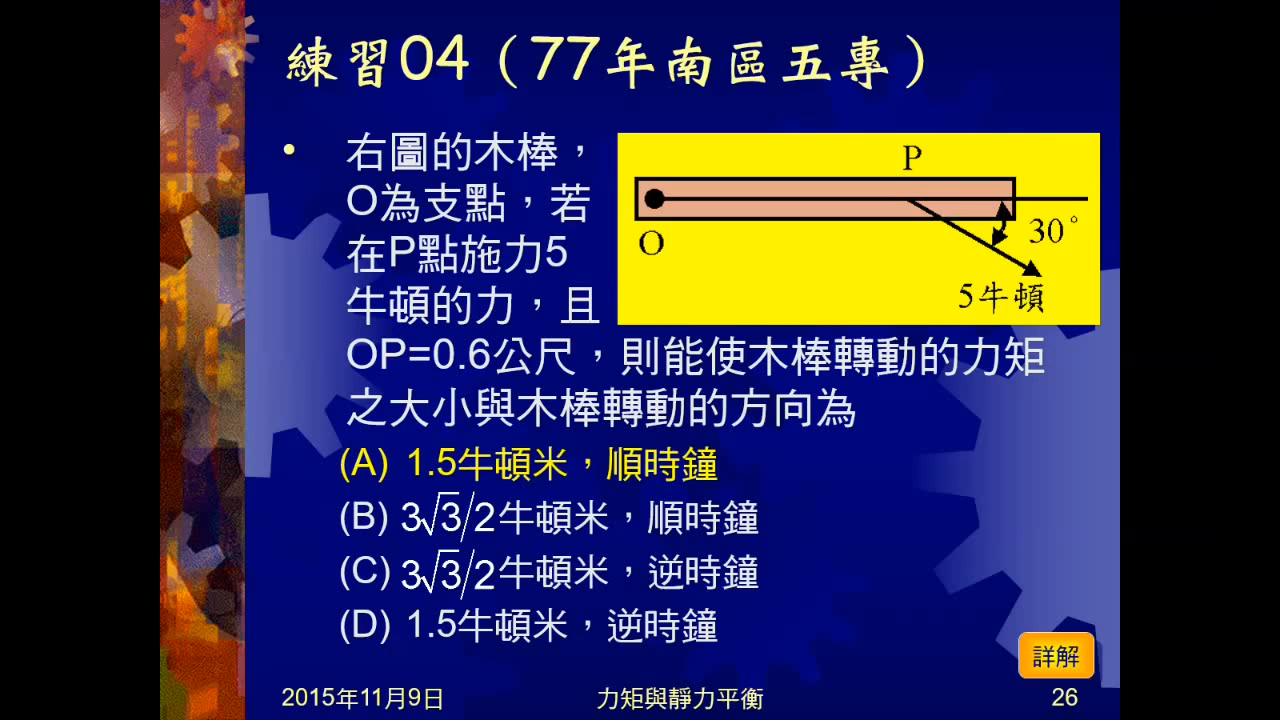 練習04（77年南區五專）
• 右圖的木棒，
O為支點，若
在P點施力5
牛頓的力，且
OP=0.6公尺，則能使木棒轉動的力矩
之大小與木棒轉動的方向為
P
O
30°
5牛頓
(A) 1.5牛頓米，順時鐘
(B) 3√3/2牛頓米，順時鐘
(C) 3√3/2牛頓米，逆時鐘
(D) 1.5牛頓米，逆時鐘
詳解
2015年11月9日 力矩與靜力平衡 26